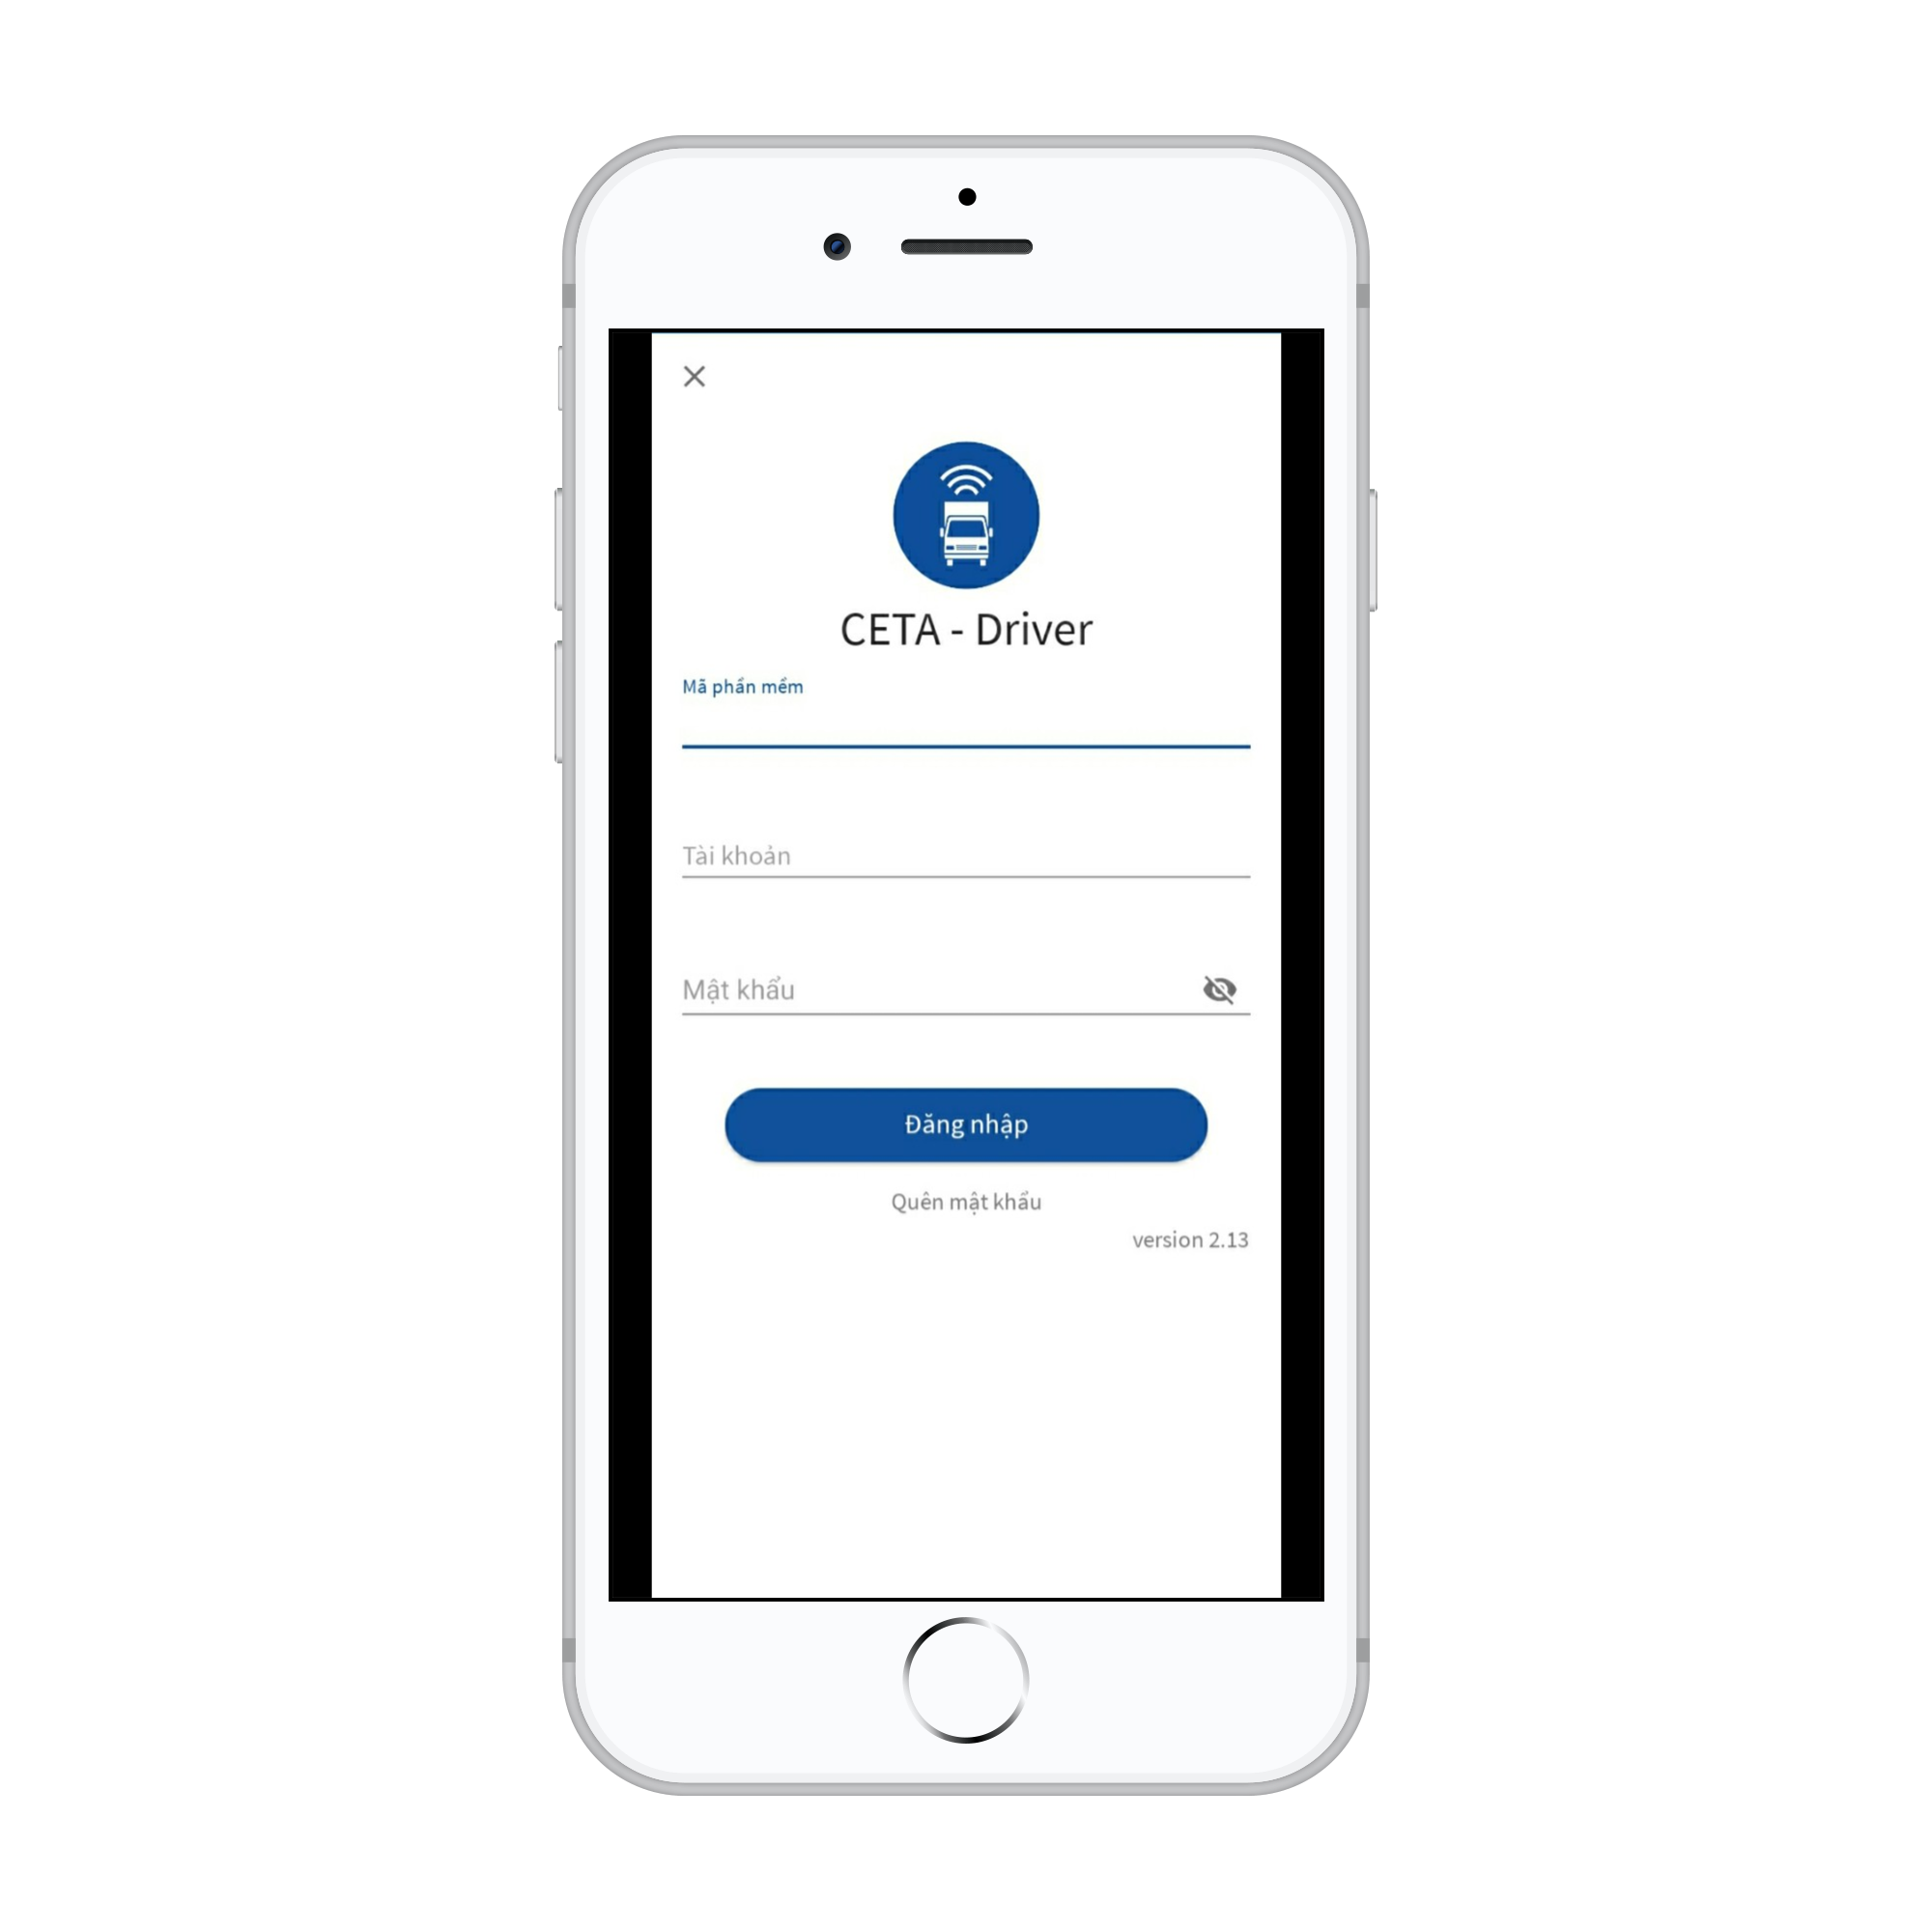 CETA - Driver
Mã phần mềm
Tài khoản
Mật khẩu
Đăng nhập
Quên mật khẩu
version 2.13